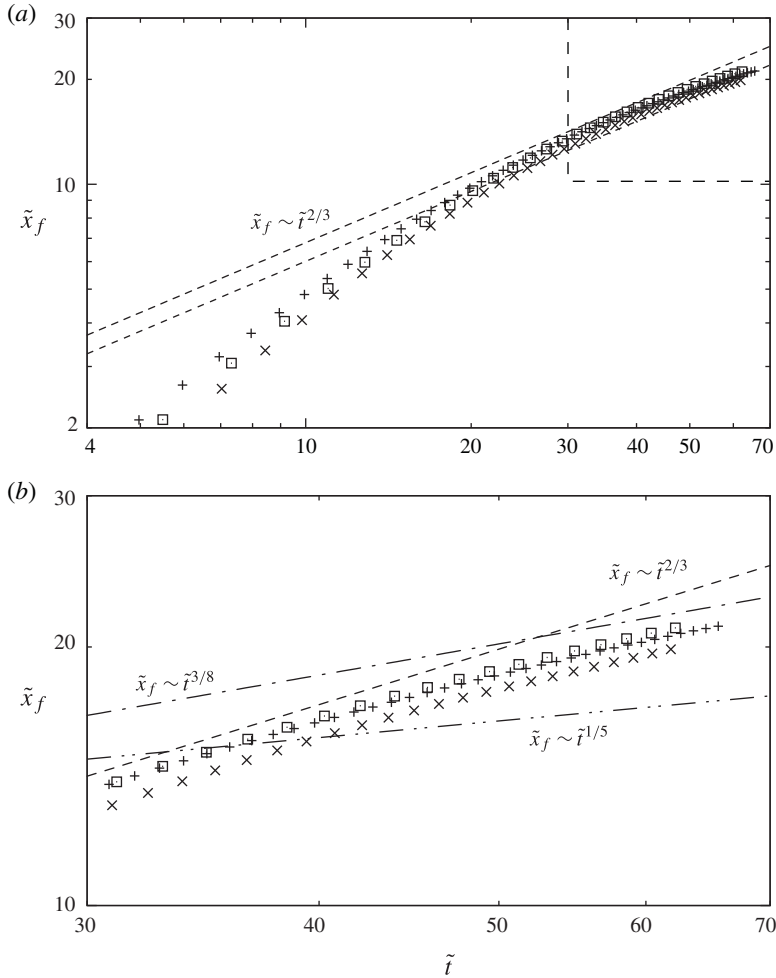 (a)
30
20
x̃_f
10
x̃_f ~ t̃^{2/3}
2
4 10 20 30 40 50 60 70
(b)
30
x̃_f ~ t̃^{2/3}
20
x̃_f ~ t̃^{3/8}
x̃_f
x̃_f ~ t̃^{1/5}
10
30 40 50 60 70
t̃